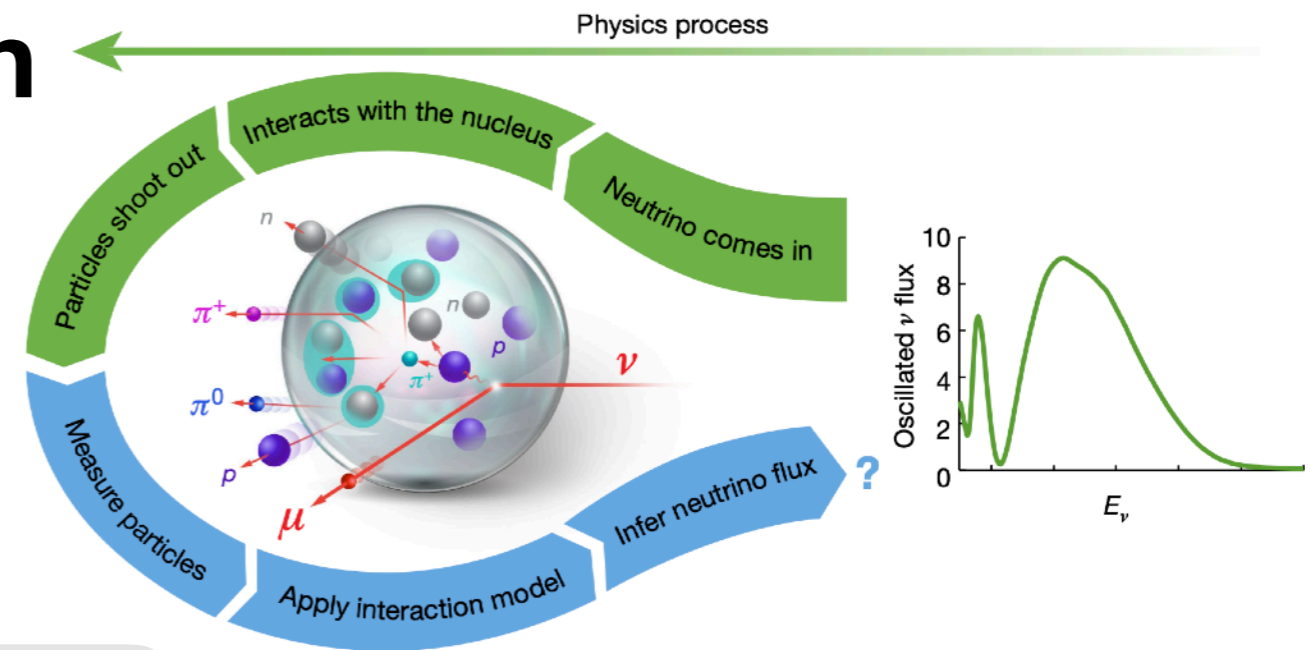 n
Physics process
Neutrino comes in
Interacts with the nucleus
Particles shoot out
Measure particles
Apply interaction model
Infer neutrino flux
?
n
π+
π0
p
μ
n
p
π+
ν
Oscillated ν flux
10
8
6
4
2
0
Eν